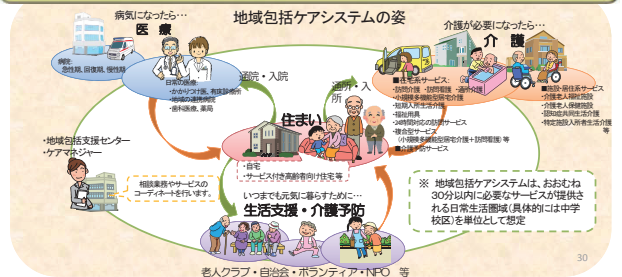 地域包括ケアシステムの姿
病気になったら…
医 療
病院:
急性期、回復期、慢性期
日常の医療:
・かかりつけ医、有床診療所
・地域の連携病院
・歯科医療、薬局
通院・入院
介護が必要になったら…
介 護
通所・入
所
■在宅系サービス:
・訪問介護 ・訪問看護 ・通所介護
・小規模多機能型居宅介護
・短期入所生活介護
・福祉用具
・24時間対応の訪問サービス
・複合型サービス
(小規模多機能型居宅介護+訪問看護) 等
■介護予防サービス
■施設・居住系サービス
・介護老人福祉施設
・介護老人保健施設
・認知症共同生活介護
・特定施設入所者生活介護
等
住まい
・自宅
・サービス付き高齢者向け住宅 等
・地域包括支援センター
・ケアマネジャー
相談業務やサービスの
コーディネートを行います。
いつまでも元気に暮らすために…
生活支援・介護予防
老人クラブ・自治会・ボランティア・NPO 等
※ 地域包括ケアシステムは、おおむね
30分以内に必要なサービスが提供さ
れる日常生活圏域(具体的には中学
校区)を単位として想定
30